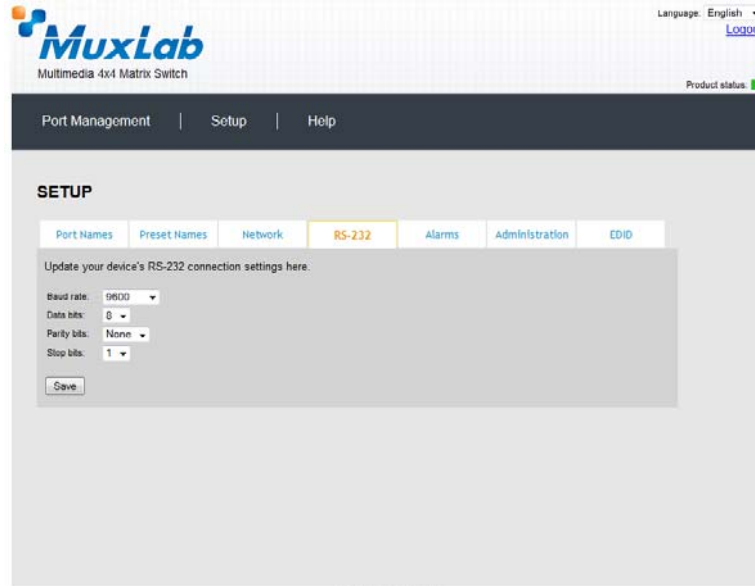 Language: English
Logou
MuxLab
Multimedia 4x4 Matrix Switch
Product status:
Port Management | Setup | Help
SETUP
Port Names Preset Names Network RS-232 Alarms Administration EDID
Update your device's RS-232 connection settings here.
Baud rate: 9600
Data bits: 8
Parity bits: None
Stop bits: 1
Save